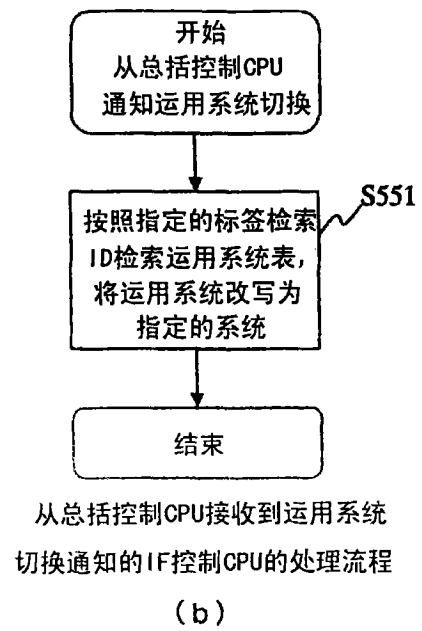 开始
从总括控制CPU
通知运用系统切换
S551
按照指定的标签检索
ID检索运用系统表，
将运用系统改写为
指定的系统
结束
从总括控制CPU接收到运用系统
切换通知的IF控制CPU的处理流程
(b)